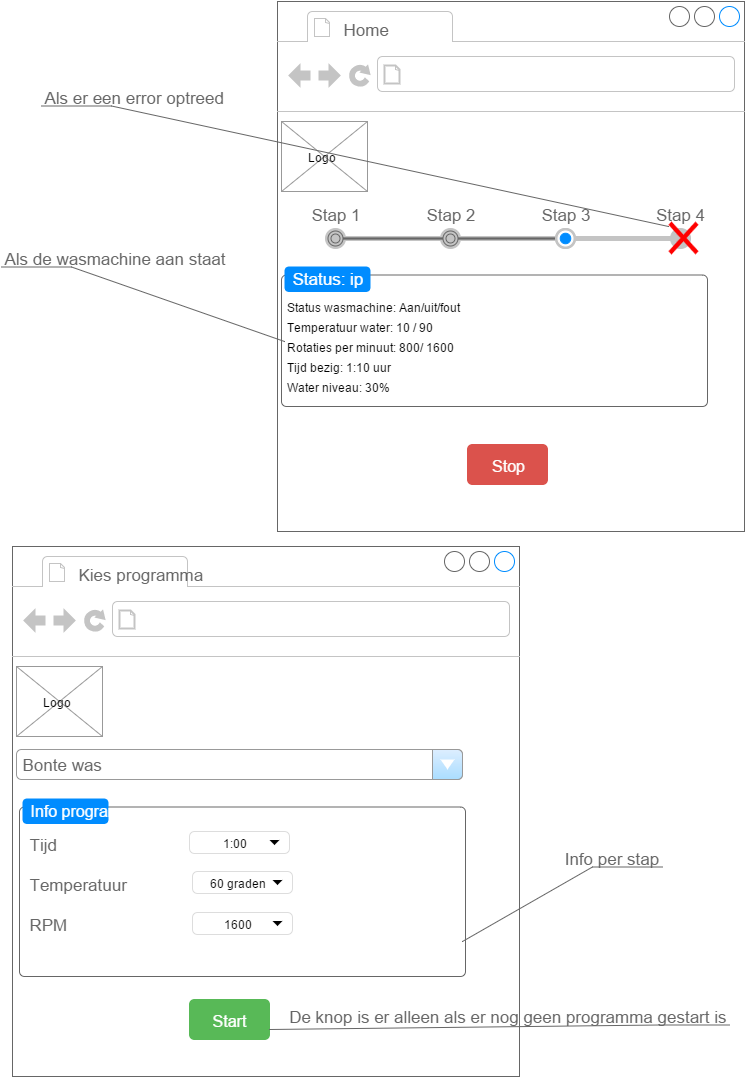 Home
Als er een error optreed
Logo
Stap 1 Stap 2 Stap 3 Stap 4
Als de wasmachine aan staat
Status: ip
Status wasmachine: Aan/uit/fout
Temperatuur water: 10 / 90
Rotaties per minuut: 800/ 1600
Tijd bezig: 1:10 uur
Water niveau: 30%
Stop
Kies programma
Logo
Bonte was
Info progra
Tijd 1:00
Info per stap
Temperatuur 60 graden
RPM 1600
Start
De knop is er alleen als er nog geen programma gestart is